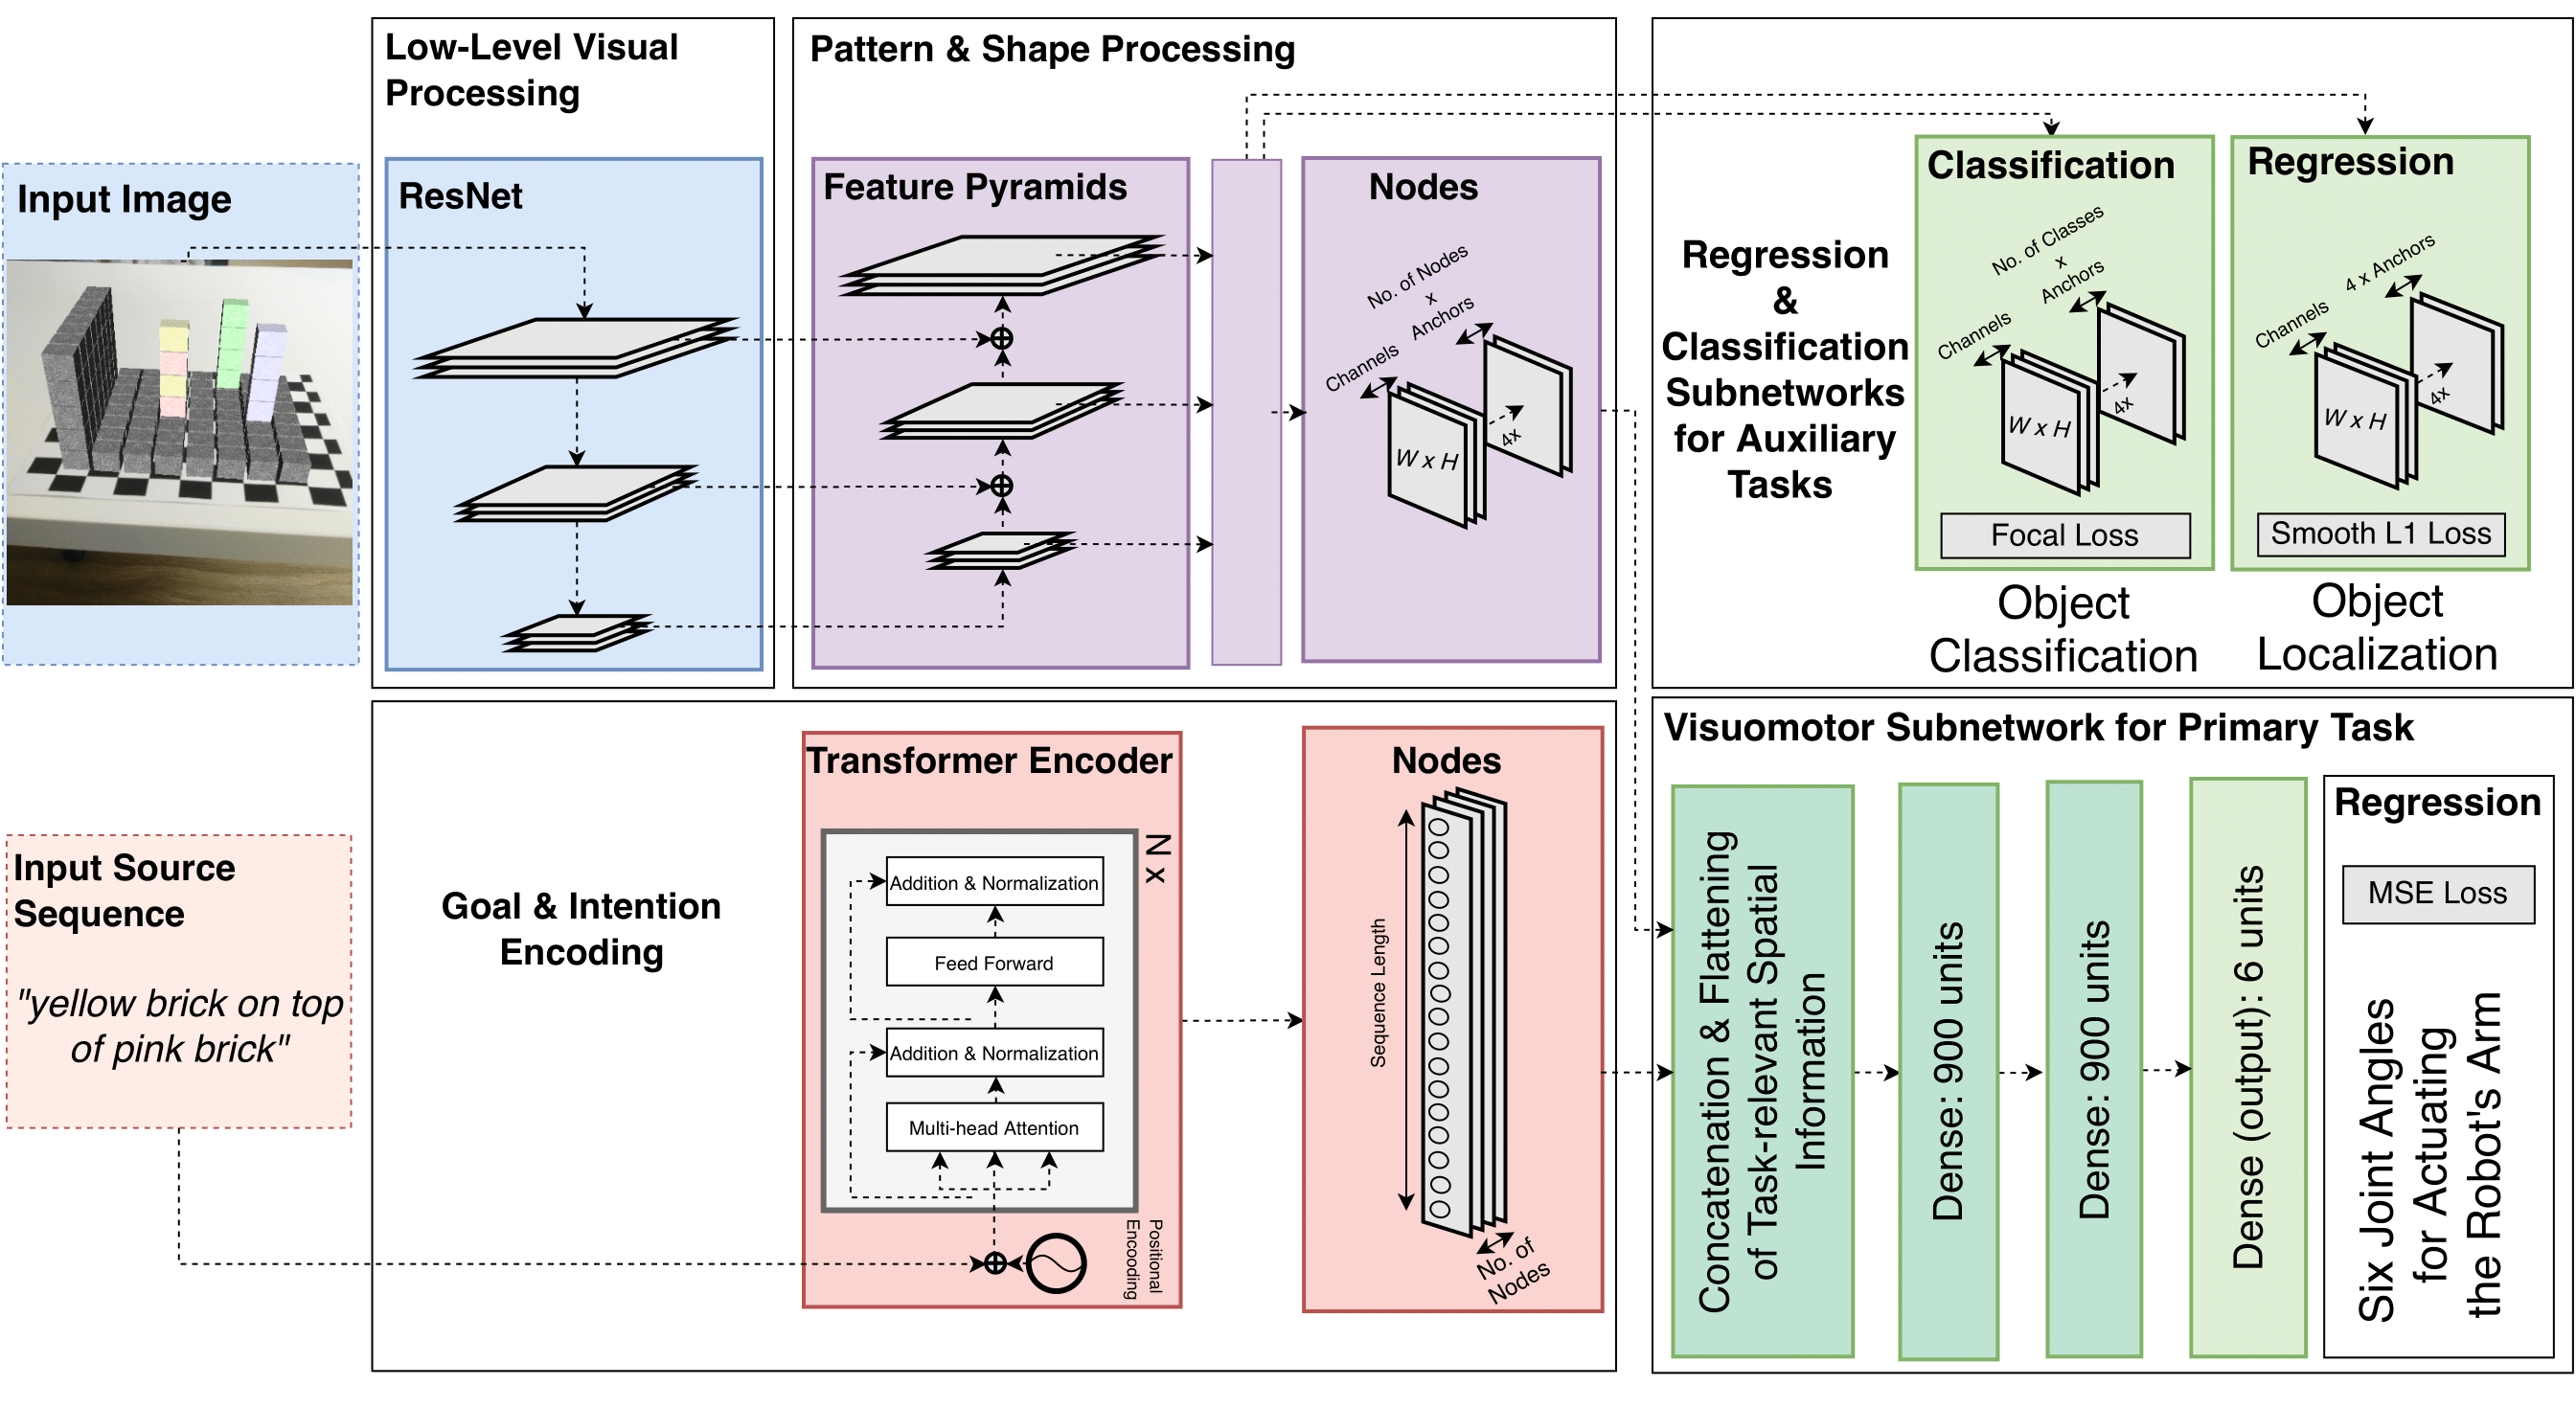 Low-Level Visual
Processing
Pattern & Shape Processing
Input Image
ResNet
Feature Pyramids
Nodes
No. of Nodes
x
Anchors
Channels
W x H
4x
Regression
&
Classification
Subnetworks
for Auxiliary
Tasks
Classification
No. of Classes
x
Anchors
Channels
W x H
4x
Focal Loss
Object
Classification
Regression
4 x Anchors
Channels
W x H
4x
Smooth L1 Loss
Object
Localization
Input Source
Sequence
"yellow brick on top
of pink brick"
Goal & Intention
Encoding
Transformer Encoder
N x
Addition & Normalization
Feed Forward
Addition & Normalization
Multi-head Attention
Positional
Encooding
Nodes
Sequence Length
No. of
Nodes
Visuomotor Subnetwork for Primary Task
Concatenation & Flattening
of Task-relevant Spatial
Information
Dense: 900 units
Dense: 900 units
Dense (output): 6 units
Regression
MSE Loss
Six Joint Angles
for Actuating
the Robot's Arm